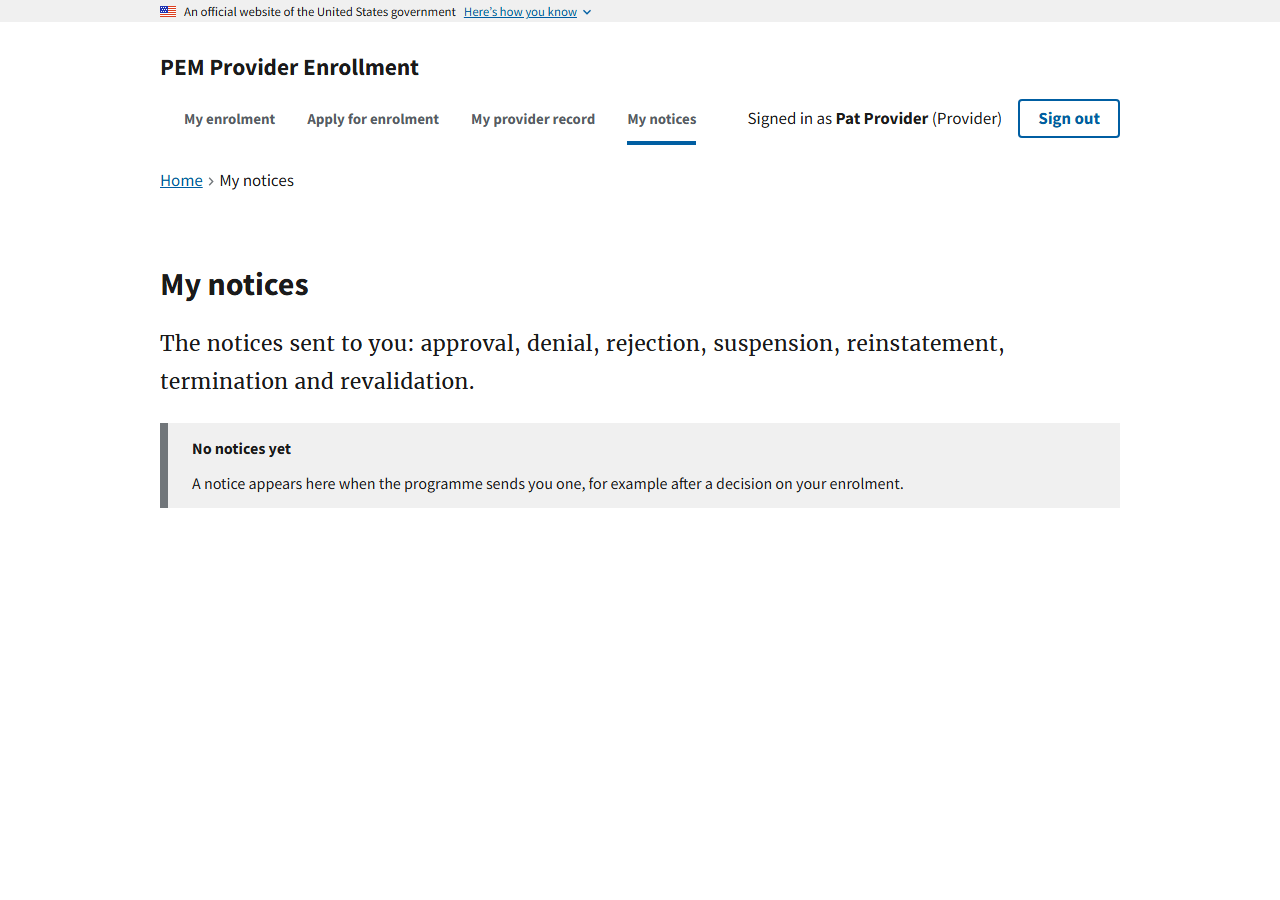 An official website of the United States government Here's how you know
PEM Provider Enrollment
My enrolment Apply for enrolment My provider record My notices Signed in as Pat Provider (Provider) Sign out
Home My notices
My notices
The notices sent to you: approval, denial, rejection, suspension, reinstatement,
termination and revalidation.
No notices yet
A notice appears here when the programme sends you one, for example after a decision on your enrolment.